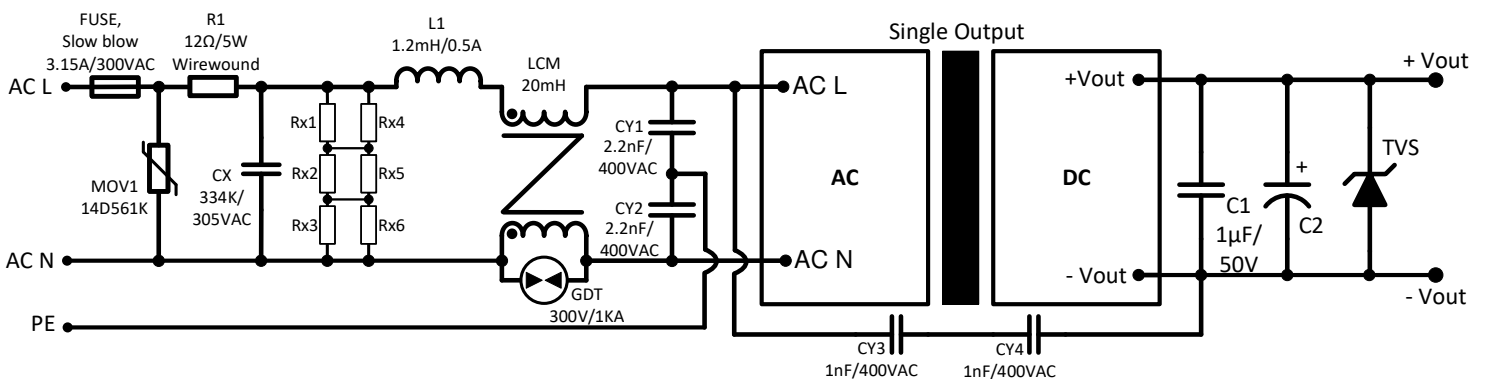 FUSE,
Slow blow
3.15A/300VAC
R1
12Ω/5W
Wirewound
L1
1.2mH/0.5A
LCM
20mH
Single Output
AC L
AC L
+Vout
+ Vout
Rx1
Rx4
CY1
2.2nF/
400VAC
MOV1
14D561K
CX
334K/
305VAC
Rx2
Rx5
AC
DC
TVS
+
Rx3
Rx6
CY2
2.2nF/
400VAC
C1
1µF/
50V
C2
AC N
AC N
- Vout
- Vout
GDT
300V/1KA
PE
CY3
1nF/400VAC
CY4
1nF/400VAC